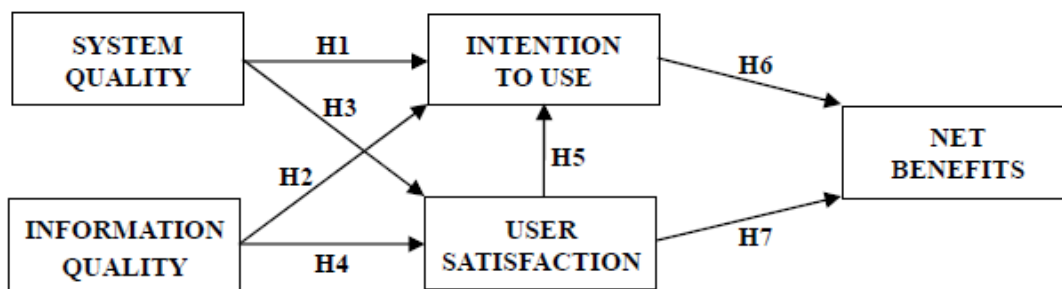 SYSTEM
QUALITY
H1
INTENTION
TO USE
H6
H3
NET
BENEFITS
H2
H5
INFORMATION
QUALITY
H4
USER
SATISFACTION
H7